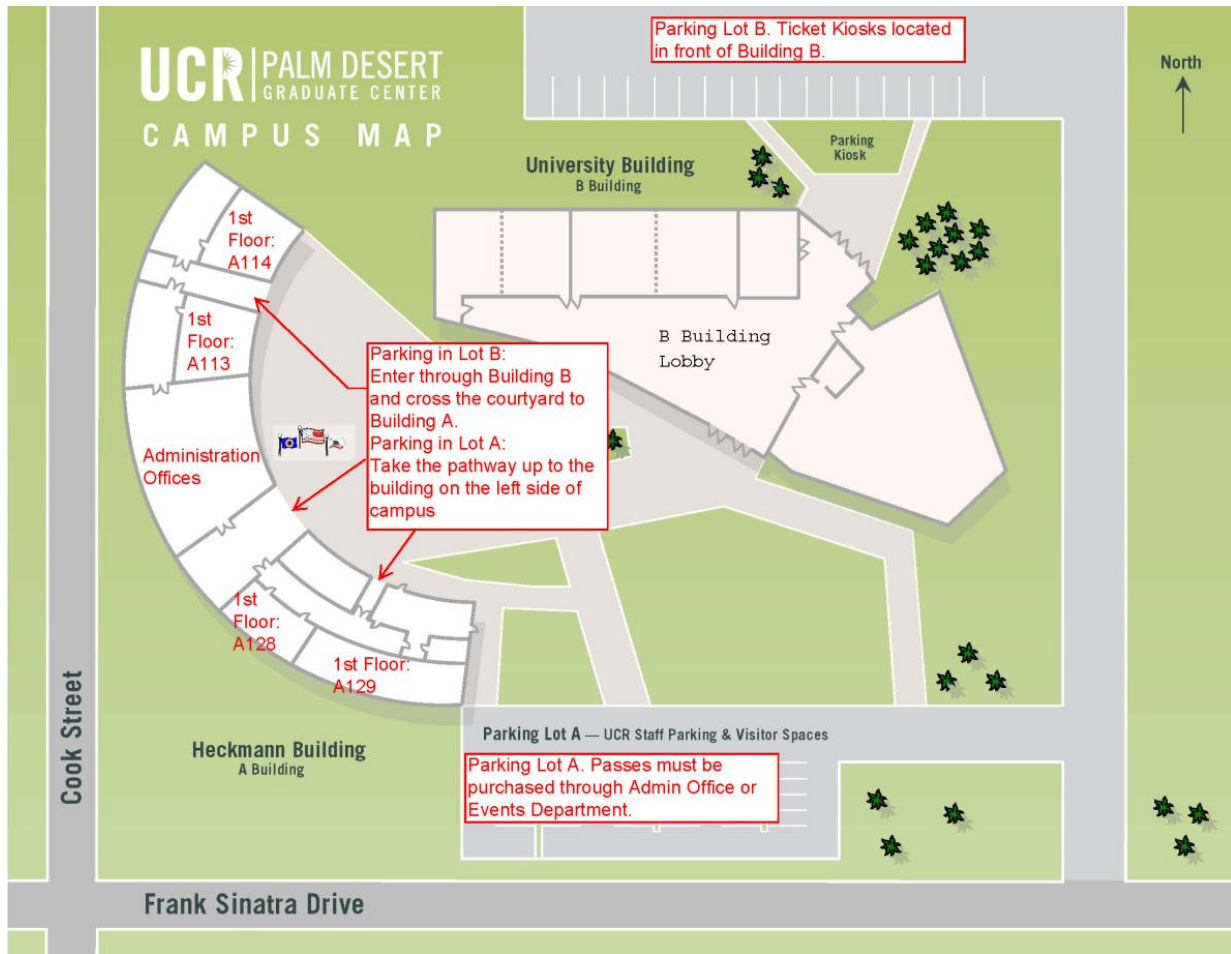 Parking Lot B. Ticket Kiosks located
in front of Building B.
UCR PALM DESERT
GRADUATE CENTER
CAMPUS MAP
North
Parking
Kiosk
University Building
B Building
1st
Floor:
A114
1st
Floor:
A113
B Building
Lobby
Parking in Lot B:
Enter through Building B
and cross the courtyard to
Building A.
Parking in Lot A:
Take the pathway up to the
building on the left side of
campus
Administration
Offices
1st
Floor:
A128
1st Floor:
A129
Heckmann Building
A Building
Parking Lot A — UCR Staff Parking & Visitor Spaces
Parking Lot A. Passes must be
purchased through Admin Office or
Events Department.
Cook Street
Frank Sinatra Drive